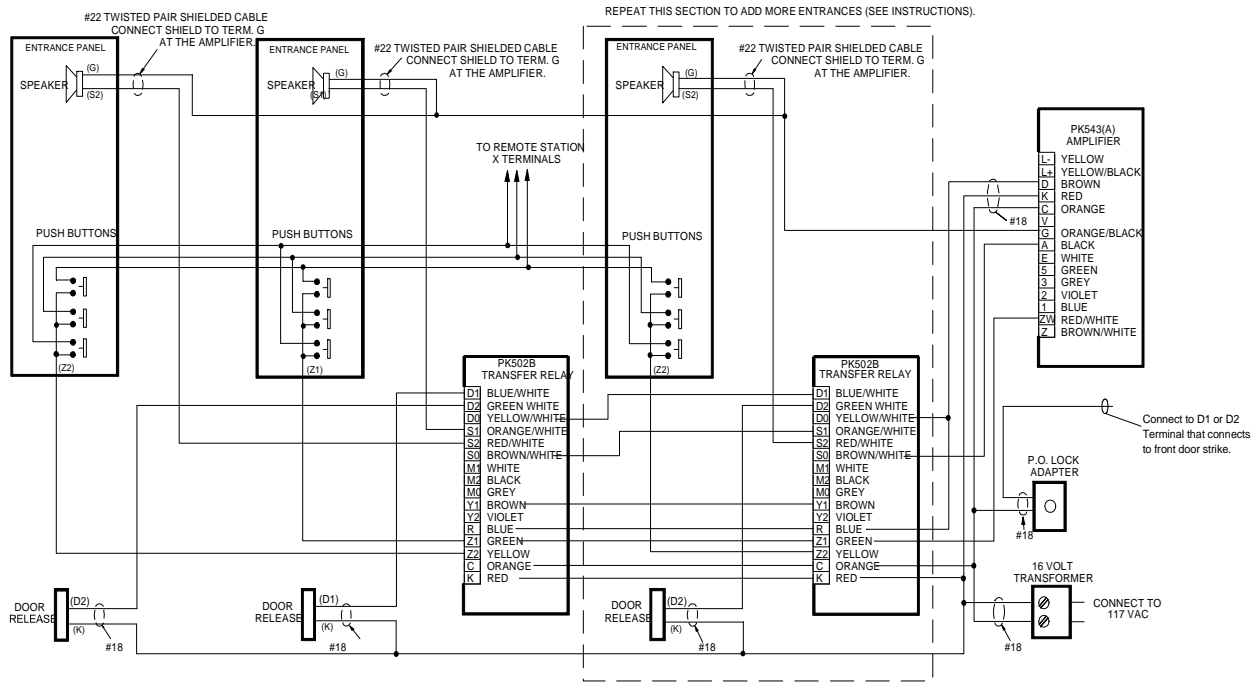 REPEAT THIS SECTION TO ADD MORE ENTRANCES (SEE INSTRUCTIONS).
#22 TWISTED PAIR SHIELDED CABLE
CONNECT SHIELD TO TERM. G
AT THE AMPLIFIER.
ENTRANCE PANEL
SPEAKER
(G)
(S2)
PUSH BUTTONS
(Z2)
ENTRANCE PANEL
SPEAKER
(G)
(S1)
#22 TWISTED PAIR SHIELDED CABLE
CONNECT SHIELD TO TERM. G
AT THE AMPLIFIER.
PUSH BUTTONS
(Z1)
TO REMOTE STATION
X TERMINALS
ENTRANCE PANEL
SPEAKER
(G)
(S2)
#22 TWISTED PAIR SHIELDED CABLE
CONNECT SHIELD TO TERM. G
AT THE AMPLIFIER.
PUSH BUTTONS
(Z2)
PK543(A)
AMPLIFIER
L- YELLOW
L+ YELLOW/BLACK
D BROWN
K RED
C ORANGE
V
G ORANGE/BLACK
A BLACK
E WHITE
5 GREEN
3 GREY
2 VIOLET
1 BLUE
ZW RED/WHITE
Z BROWN/WHITE
#18
PK502B
TRANSFER RELAY
D1 BLUE/WHITE
D2 GREEN WHITE
D0 YELLOW/WHITE
S1 ORANGE/WHITE
S2 RED/WHITE
S0 BROWN/WHITE
M1 WHITE
M2 BLACK
M0 GREY
Y1 BROWN
Y2 VIOLET
R BLUE
Z1 GREEN
Z2 YELLOW
C ORANGE
K RED
PK502B
TRANSFER RELAY
D1 BLUE/WHITE
D2 GREEN WHITE
D0 YELLOW/WHITE
S1 ORANGE/WHITE
S2 RED/WHITE
S0 BROWN/WHITE
M1 WHITE
M2 BLACK
M0 GREY
Y1 BROWN
Y2 VIOLET
R BLUE
Z1 GREEN
Z2 YELLOW
C ORANGE
K RED
Connect to D1 or D2
Terminal that connects
to front door strike.
P.O. LOCK
ADAPTER
#18
16 VOLT
TRANSFORMER
CONNECT TO
117 VAC
#18
DOOR
RELEASE
(D2)
(K)
#18
DOOR
RELEASE
(D1)
(K)
#18
DOOR
RELEASE
(D2)
(K)
#18